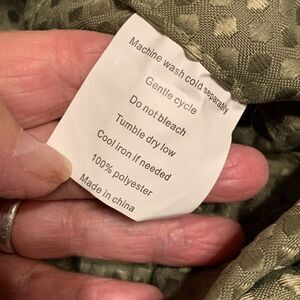 Machine wash cold separably
Gentle cycle
Do not bleach
Tumble dry low
Cool iron if needed
100% polyester
Made in china